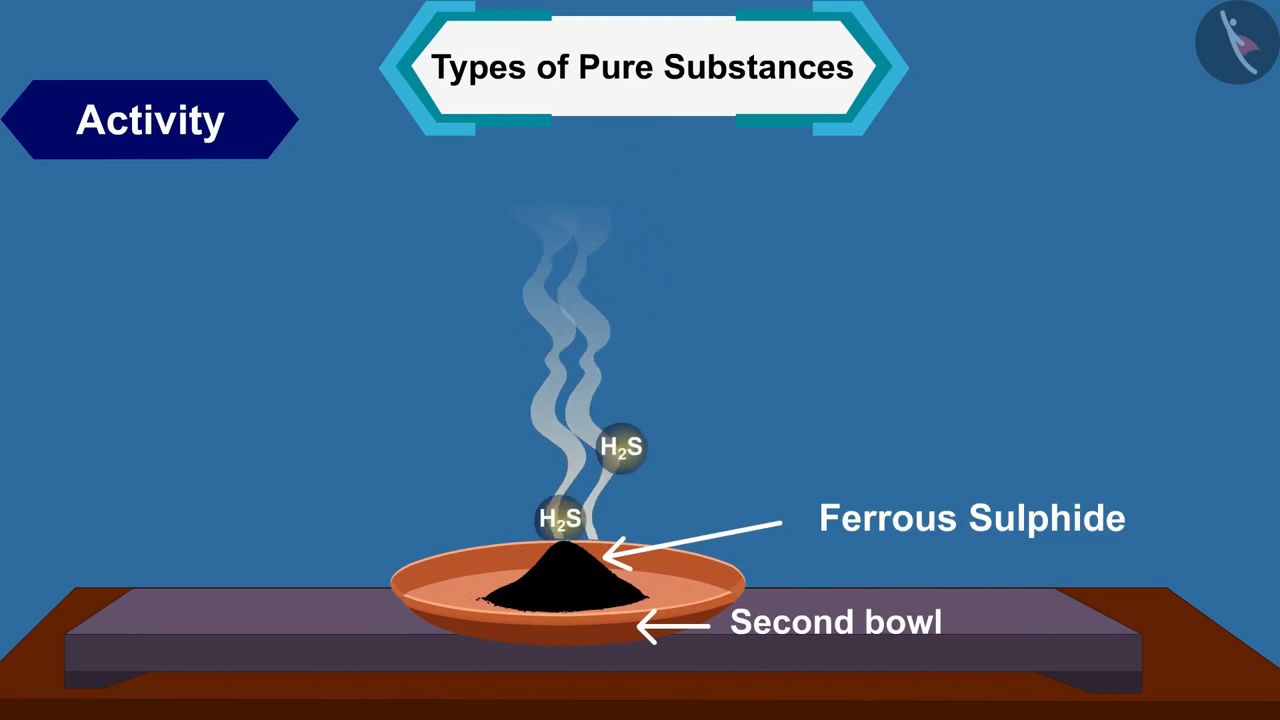 Types of Pure Substances
Activity
H₂S
H₂S
Ferrous Sulphide
Second bowl